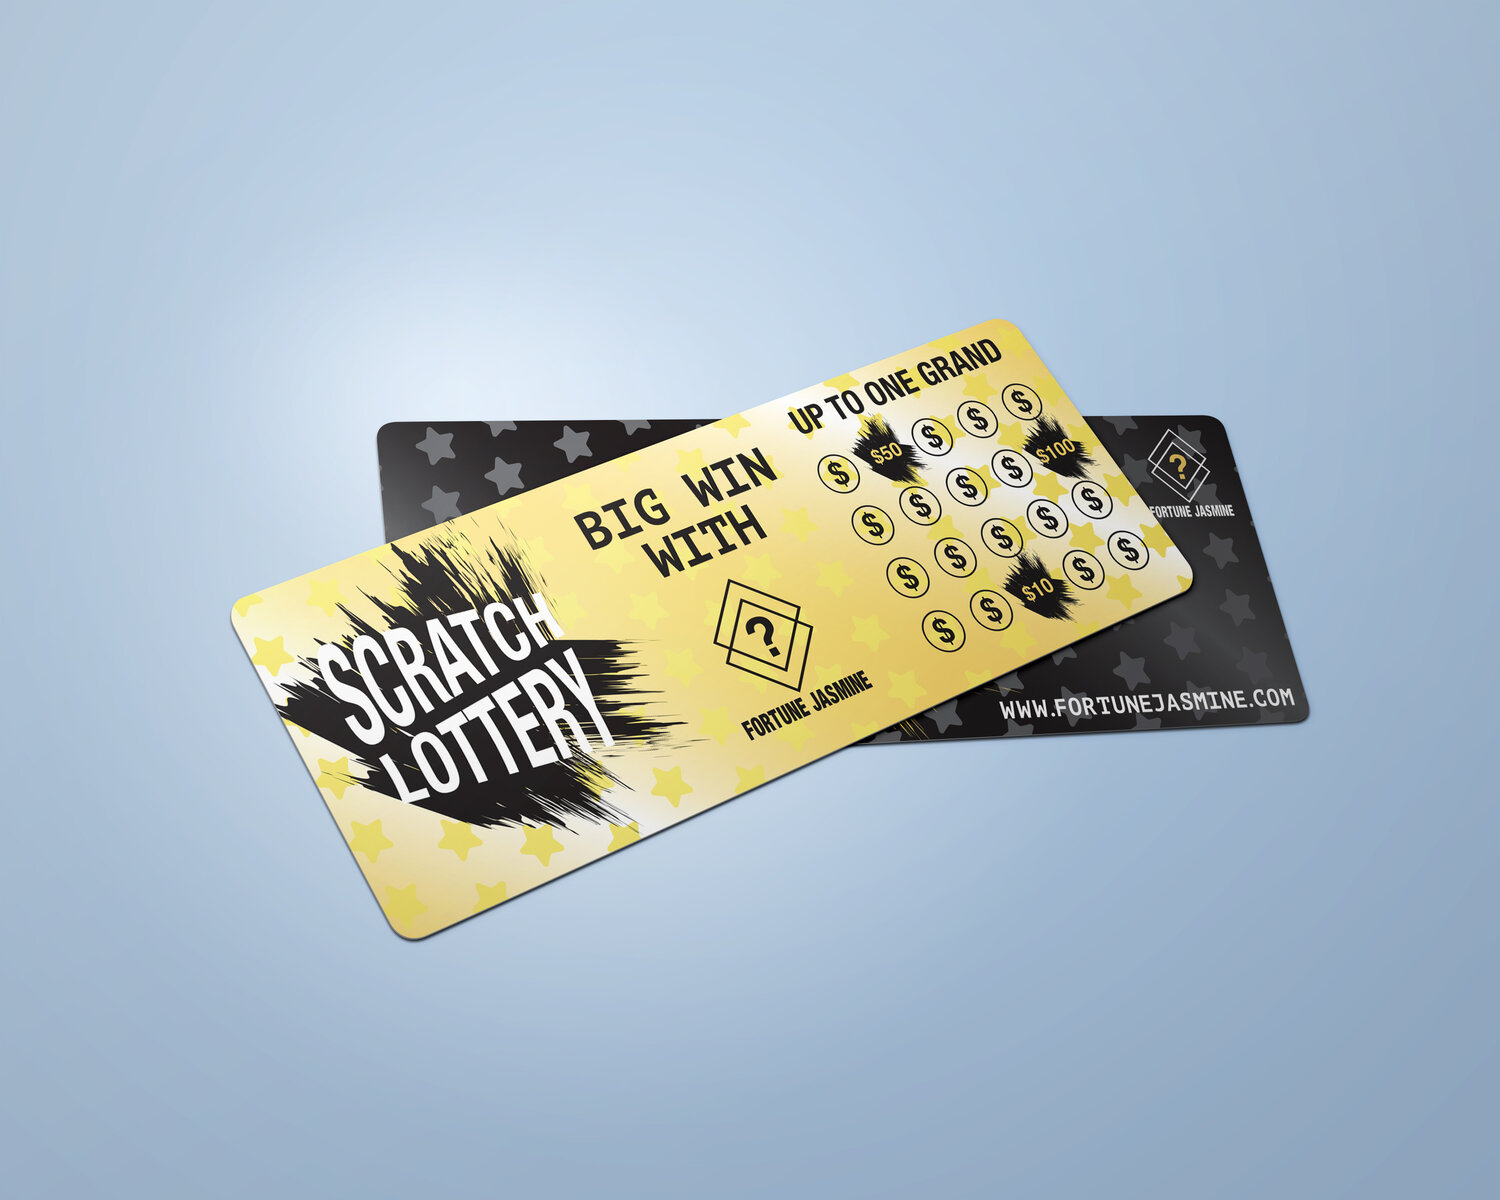 SCRATCH
LOTTERY
BIG WIN
WITH
?
FORTUNE JASMINE
UP TO ONE GRAND
$ $50 $ $ $
$ $ $ $ $100
$ $ $ $ $
$ $ $10 $ $
?
FORTUNE JASMINE
WWW.FORTUNEJASMINE.COM